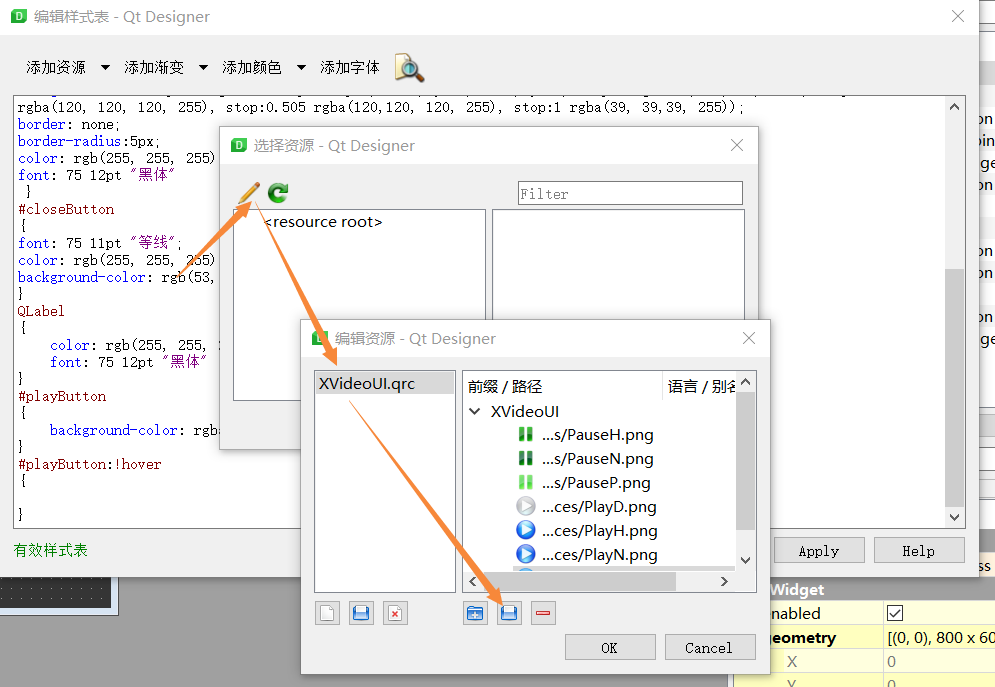 编辑样式表 - Qt Designer
添加资源 添加渐变 添加颜色 添加字体
rgba(120, 120, 120, 255), stop:0.505 rgba(120,120, 120, 255), stop:1 rgba(39, 39,39, 255));
border: none;
border-radius:5px;
color: rgb(255, 255, 255)
font: 75 12pt "黑体"
}
#closeButton
{
font: 75 11pt "等线";
color: rgb(255, 255, 255)
background-color: rgb(53,
}
QLabel
{
color: rgb(255, 255,
font: 75 12pt "黑体"
}
#playButton
{
background-color: rgb
}
#playButton:!hover
{
}
有效样式表
Apply Help
选择资源 - Qt Designer
Filter
<resource root>
编辑资源 - Qt Designer
XVideoUI.qrc
前缀 / 路径 语言 / 别名
XVideoUI
...s/PauseH.png
...s/PauseN.png
...s/PauseP.png
...ces/PlayD.png
...ces/PlayH.png
...ces/PlayN.png
OK Cancel
Widget
nabled
geometry [(0, 0), 800 x 60
X 0
Y 0